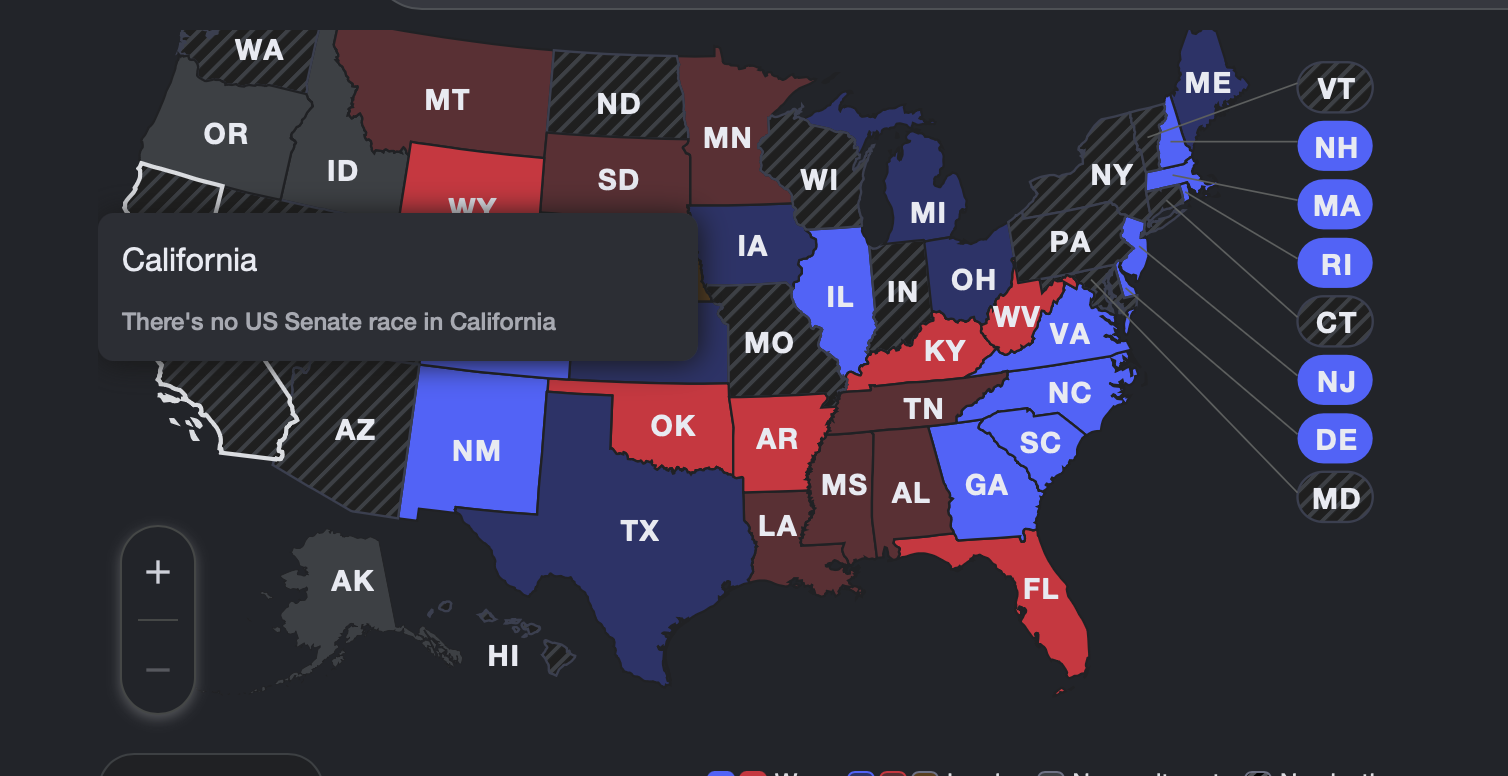 WA
ME
VT
MT
ND
OR
MN
NH
ID
SD
WI
NY
WY
MA
MI
PA
California
IA
RI
OH
IN
IL
There's no US Senate race in California
WV
CT
VA
MO
KY
NJ
NC
TN
AZ
OK
AR
SC
DE
NM
MS
AL
GA
MD
TX
LA
+
AK
FL
HI
−